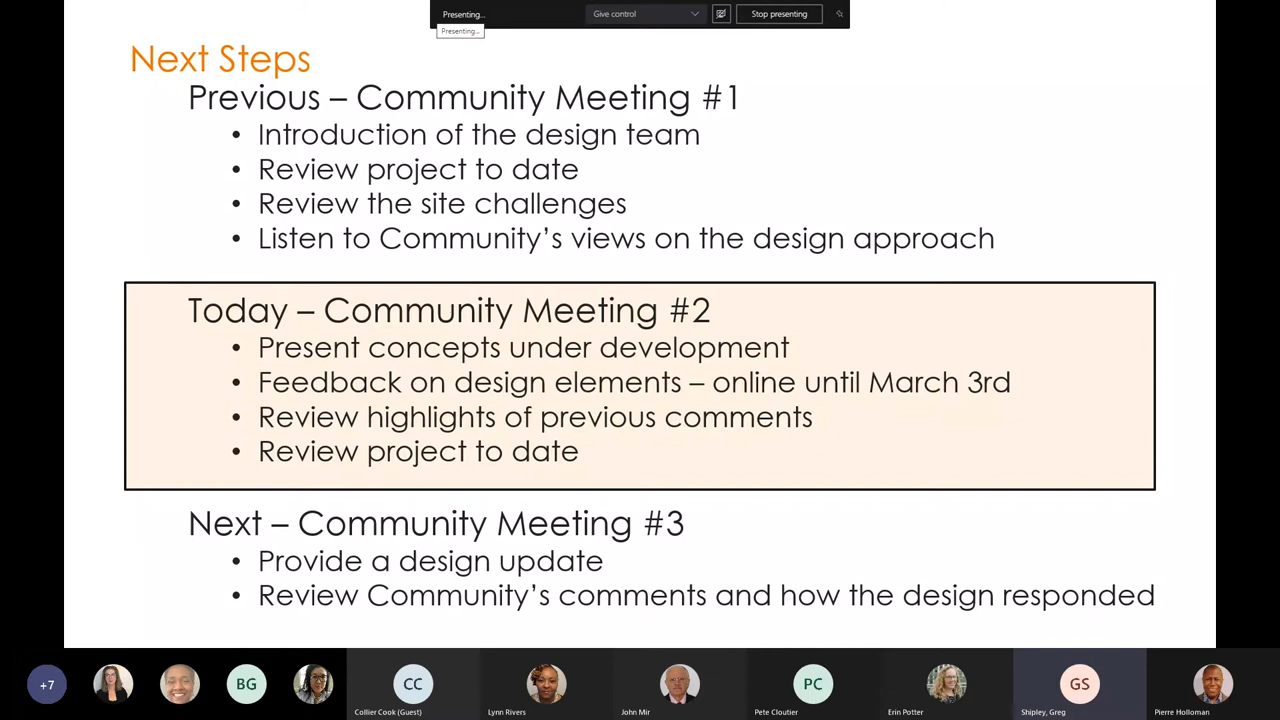 Presenting...
Give control
Stop presenting
Presenting...
Next Steps
Previous – Community Meeting #1
• Introduction of the design team
• Review project to date
• Review the site challenges
• Listen to Community’s views on the design approach
Today – Community Meeting #2
• Present concepts under development
• Feedback on design elements – online until March 3rd
• Review highlights of previous comments
• Review project to date
Next – Community Meeting #3
• Provide a design update
• Review Community’s comments and how the design responded
+7
BG
CC
PC
GS
Collier Cook (Guest)
Lynn Rivers
John Mir
Pete Cloutier
Erin Potter
Shipley, Greg
Pierre Holloman